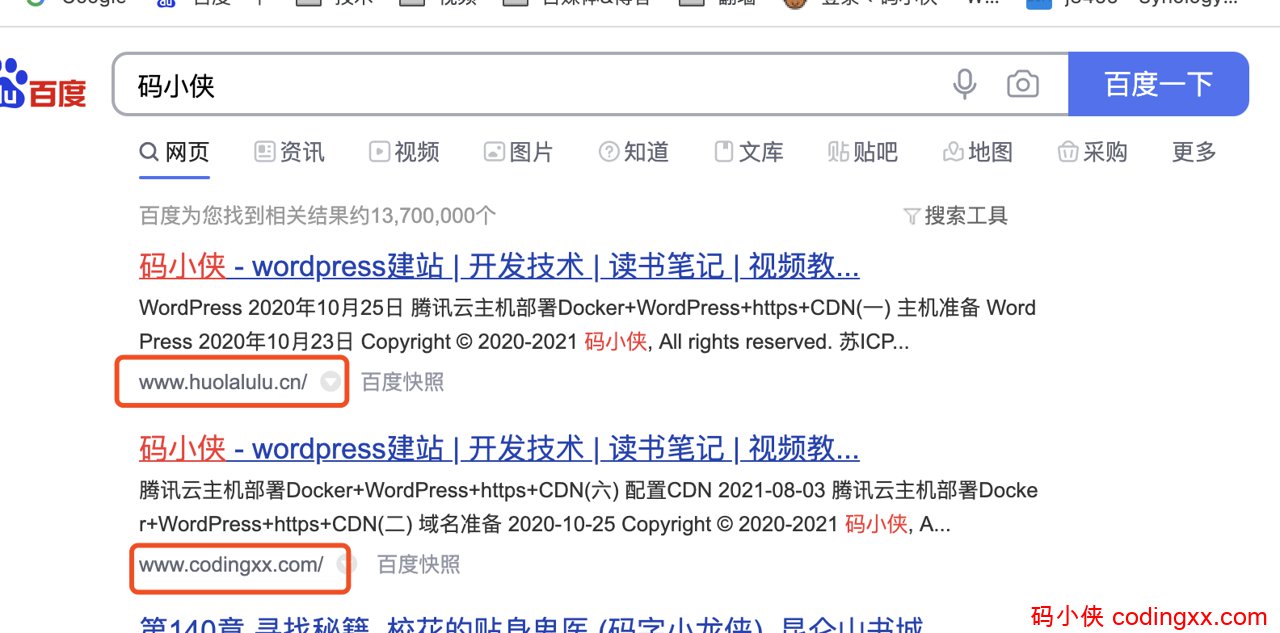 Google
码小侠
百度
百度一下
网页 资讯 视频 图片 知道 文库 贴吧 地图 采购 更多
百度为您找到相关结果约13,700,000个
搜索工具
码小侠 - wordpress建站 | 开发技术 | 读书笔记 | 视频教...
WordPress 2020年10月25日 腾讯云主机部署Docker+WordPress+https+CDN(一) 主机准备 Word
Press 2020年10月23日 Copyright © 2020-2021 码小侠, All rights reserved. 苏ICP...
www.huolalulu.cn/ 百度快照
码小侠 - wordpress建站 | 开发技术 | 读书笔记 | 视频教...
腾讯云主机部署Docker+WordPress+https+CDN(六) 配置CDN 2021-08-03 腾讯云主机部署Docke
r+WordPress+https+CDN(二) 域名准备 2020-10-25 Copyright © 2020-2021 码小侠, A...
www.codingxx.com/ 百度快照
第140章 寻找秘籍_校花的贴身鬼医 (码字小龙侠)_昆仑山书城
码小侠 codingxx.com